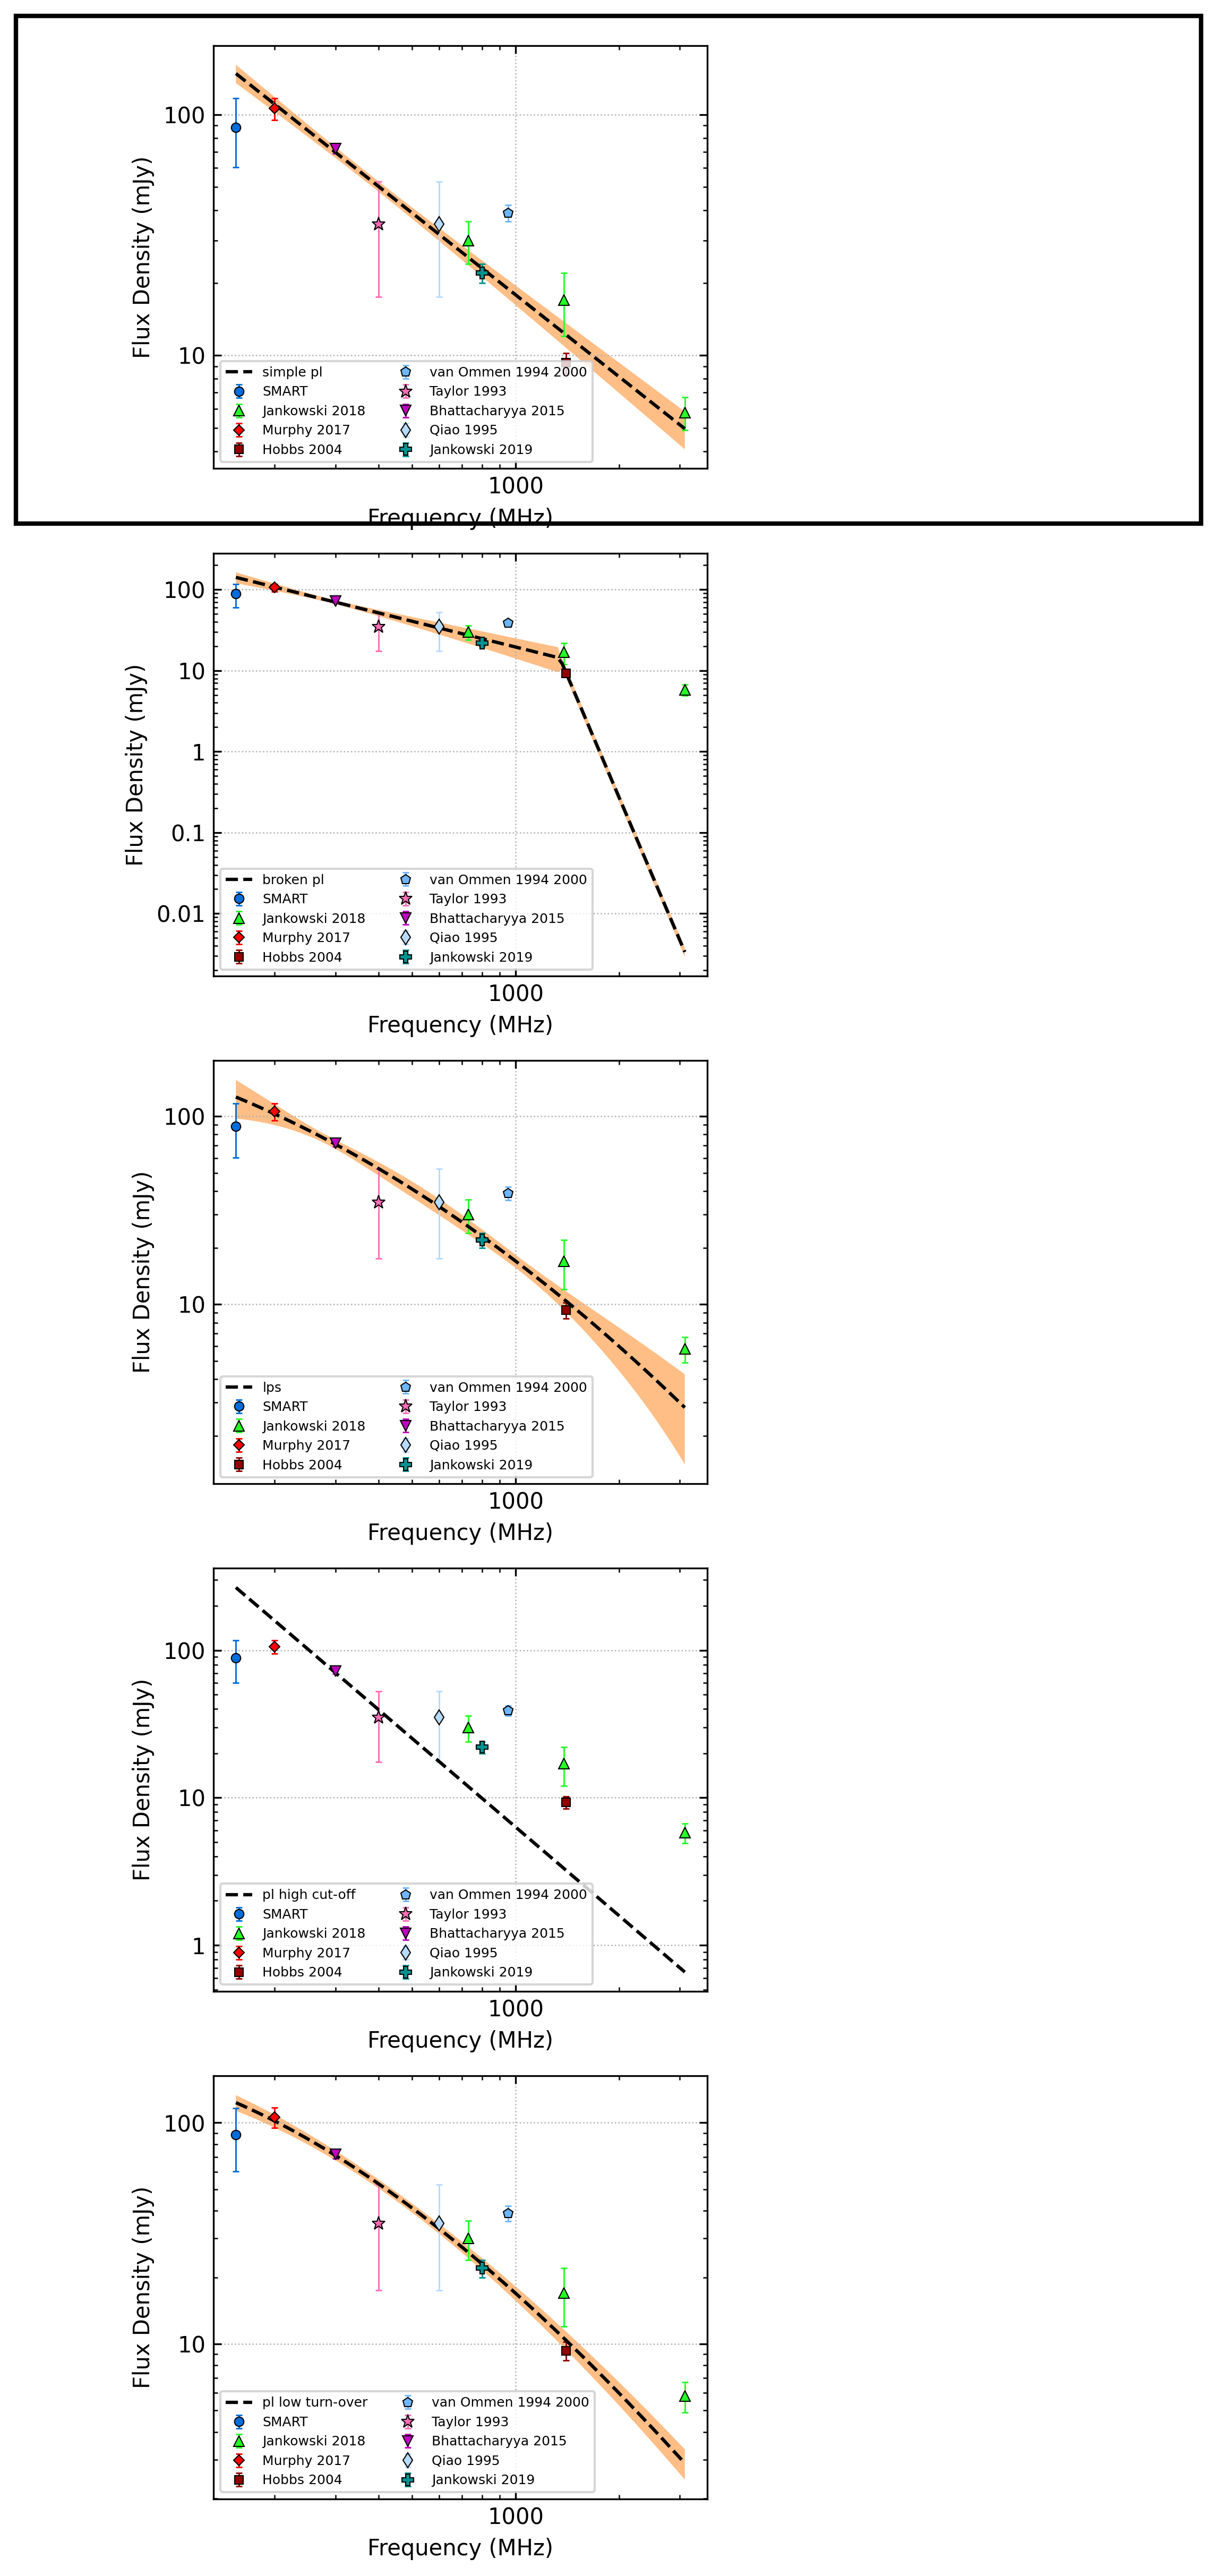 100
10
Flux Density (mJy)
simple pl
SMART
Jankowski 2018
Murphy 2017
Hobbs 2004
van Ommen 1994 2000
Taylor 1993
Bhattacharyya 2015
Qiao 1995
Jankowski 2019
1000
Frequency (MHz)
100
10
1
0.1
0.01
Flux Density (mJy)
broken pl
SMART
Jankowski 2018
Murphy 2017
Hobbs 2004
van Ommen 1994 2000
Taylor 1993
Bhattacharyya 2015
Qiao 1995
Jankowski 2019
1000
Frequency (MHz)
100
10
Flux Density (mJy)
lps
SMART
Jankowski 2018
Murphy 2017
Hobbs 2004
van Ommen 1994 2000
Taylor 1993
Bhattacharyya 2015
Qiao 1995
Jankowski 2019
1000
Frequency (MHz)
100
10
1
Flux Density (mJy)
pl high cut-off
SMART
Jankowski 2018
Murphy 2017
Hobbs 2004
van Ommen 1994 2000
Taylor 1993
Bhattacharyya 2015
Qiao 1995
Jankowski 2019
1000
Frequency (MHz)
100
10
Flux Density (mJy)
pl low turn-over
SMART
Jankowski 2018
Murphy 2017
Hobbs 2004
van Ommen 1994 2000
Taylor 1993
Bhattacharyya 2015
Qiao 1995
Jankowski 2019
1000
Frequency (MHz)